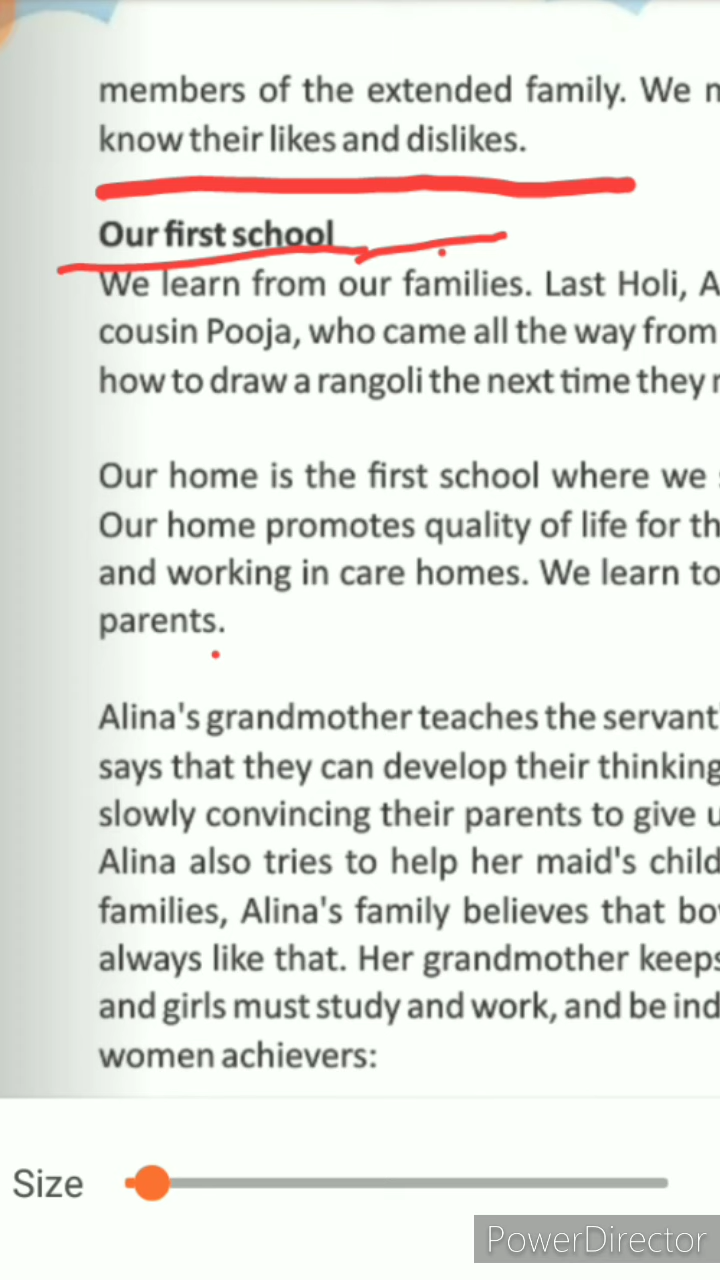 members of the extended family. We
know their likes and dislikes.
Our first school
We learn from our families. Last Holi,
cousin Pooja, who came all the way from
how to draw a rangoli the next time they
Our home is the first school where we
Our home promotes quality of life for
and working in care homes. We learn to
parents.
Alina's grandmother teaches the servant'
says that they can develop their thinking
slowly convincing their parents to give
Alina also tries to help her maid's child
families, Alina's family believes that
always like that. Her grandmother keeps
and girls must study and work, and be ind
women achievers:
Size
PowerDirector